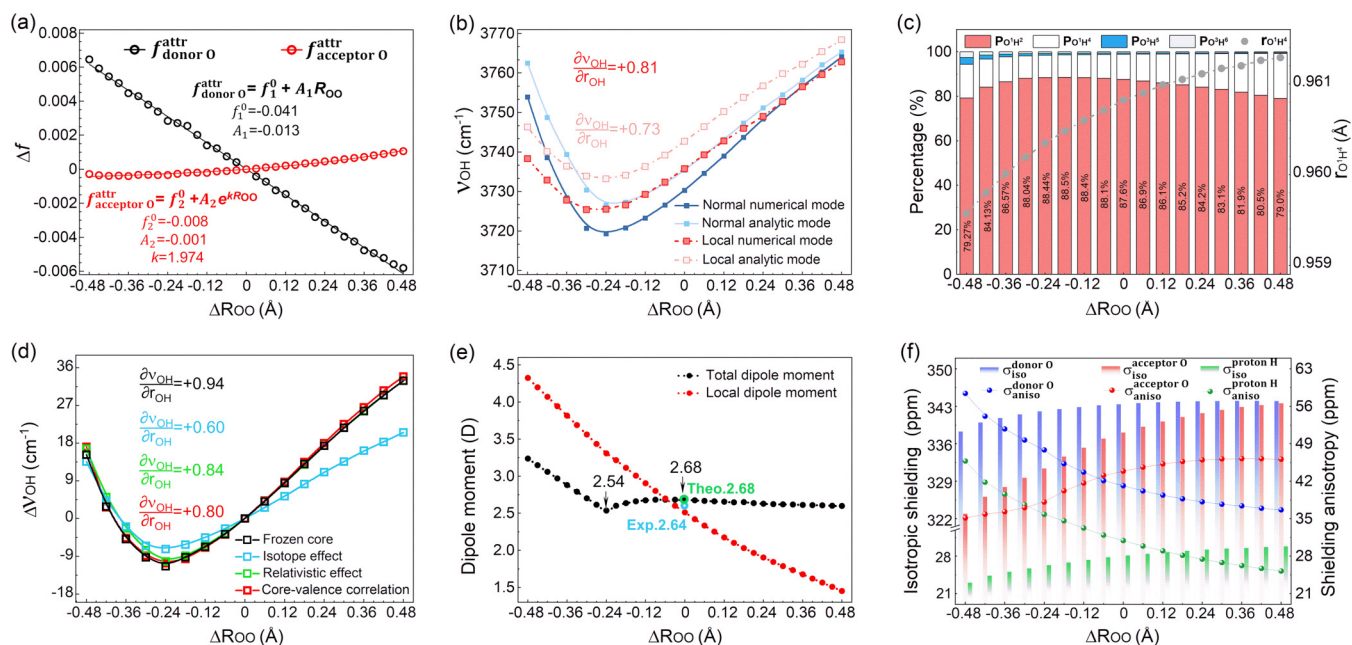 (a)
0.008
0.006
0.004
0.002
0
-0.002
-0.004
-0.006
Δf
f^attr_donor O
f^attr_acceptor O
f^attr_donor O = f₁⁰ + A₁R_OO
f₁⁰=-0.041
A₁=-0.013
f^attr_acceptor O = f₂⁰ + A₂e^kR_OO
f₂⁰=-0.008
A₂=-0.001
k=1.974
-0.48 -0.36 -0.24 -0.12 0 0.12 0.24 0.36 0.48
ΔRoo (Å)
(b)
3770
3760
3740
3730
3720
3710
ν_OH (cm⁻¹)
∂ν_OH/∂r_OH=+0.81
∂ν_OH/∂r_OH=+0.73
Normal numerical mode
Normal analytic mode
Local numerical mode
Local analytic mode
-0.48 -0.36 -0.24 -0.12 0 0.12 0.24 0.36 0.48
ΔRoo (Å)
(c)
P_O¹H² P_O¹H⁴ P_O³H⁵ P_O³H⁶ r_O¹H⁴
100
80
60
40
20
0
Percentage (%)
79.27% 84.13% 86.57% 88.04% 88.44% 88.5% 88.4% 88.1% 87.6% 86.9% 86.1% 85.2% 84.2% 83.1% 81.9% 80.5% 79.0%
0.961
0.960
0.959
r_O¹H⁴ (Å)
-0.48 -0.36 -0.24 -0.12 0 0.12 0.24 0.36 0.48
ΔRoo (Å)
(d)
36
27
18
9
0
-9
-18
Δν_OH (cm⁻¹)
∂ν_OH/∂r_OH=+0.94
∂ν_OH/∂r_OH=+0.60
∂ν_OH/∂r_OH=+0.84
∂ν_OH/∂r_OH=+0.80
Frozen core
Isotope effect
Relativistic effect
Core-valence correlation
-0.48 -0.36 -0.24 -0.12 0 0.12 0.24 0.36 0.48
ΔRoo (Å)
(e)
4.5
4.0
3.5
3.0
2.5
2.0
1.5
Dipole moment (D)
Total dipole moment
Local dipole moment
2.54
2.68
Theo.2.68
Exp.2.64
-0.48 -0.36 -0.24 -0.12 0 0.12 0.24 0.36 0.48
ΔRoo (Å)
(f)
σ^donor O_iso σ^acceptor O_iso σ^proton H_iso
σ^donor O_aniso σ^acceptor O_aniso σ^proton H_aniso
350
343
336
329
322
28
21
Isotropic shielding (ppm)
63
56
49
42
35
28
21
Shielding anisotropy (ppm)
-0.48 -0.36 -0.24 -0.12 0 0.12 0.24 0.36 0.48
ΔRoo (Å)